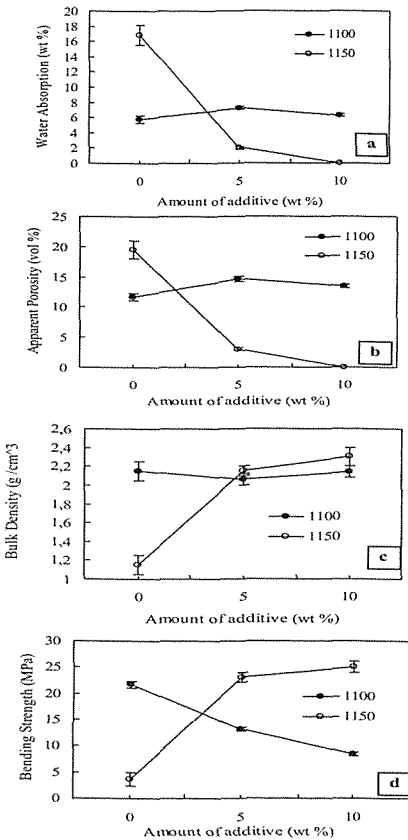 20
18
16
14
12
10
8
6
4
2
0
Water Absorption (wt %)
1100
1150
a
0 5 10
Amount of additive (wt %)
25
20
15
10
5
0
Apparent Porosity (vol %)
1100
1150
b
0 5 10
Amount of additive (wt %)
2,6
2,4
2,2
2
1,8
1,6
1,4
1,2
1
Bulk Density (g/cm^3
1100
1150
c
0 5 10
Amount of additive (wt %)
30
25
20
15
10
5
0
Bending Strength (MPa)
1100
1150
d
0 5 10
Amount of additive (wt %)